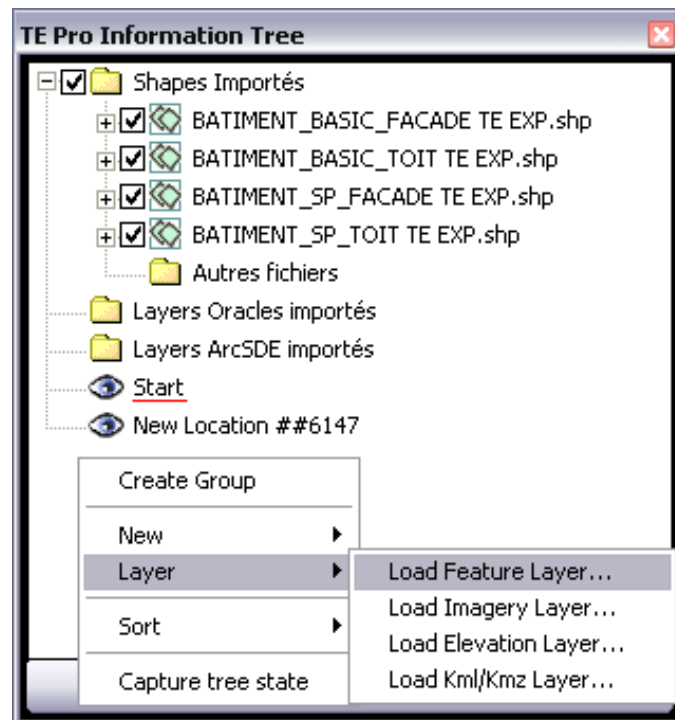 TE Pro Information Tree
Shapes Importés
BATIMENT_BASIC_FACADE TE EXP.shp
BATIMENT_BASIC_TOIT TE EXP.shp
BATIMENT_SP_FACADE TE EXP.shp
BATIMENT_SP_TOIT TE EXP.shp
Autres fichiers
Layers Oracles importés
Layers ArcSDE importés
Start
New Location ##6147
Create Group
New
Layer
Sort
Capture tree state
Load Feature Layer...
Load Imagery Layer...
Load Elevation Layer...
Load Kml/Kmz Layer...